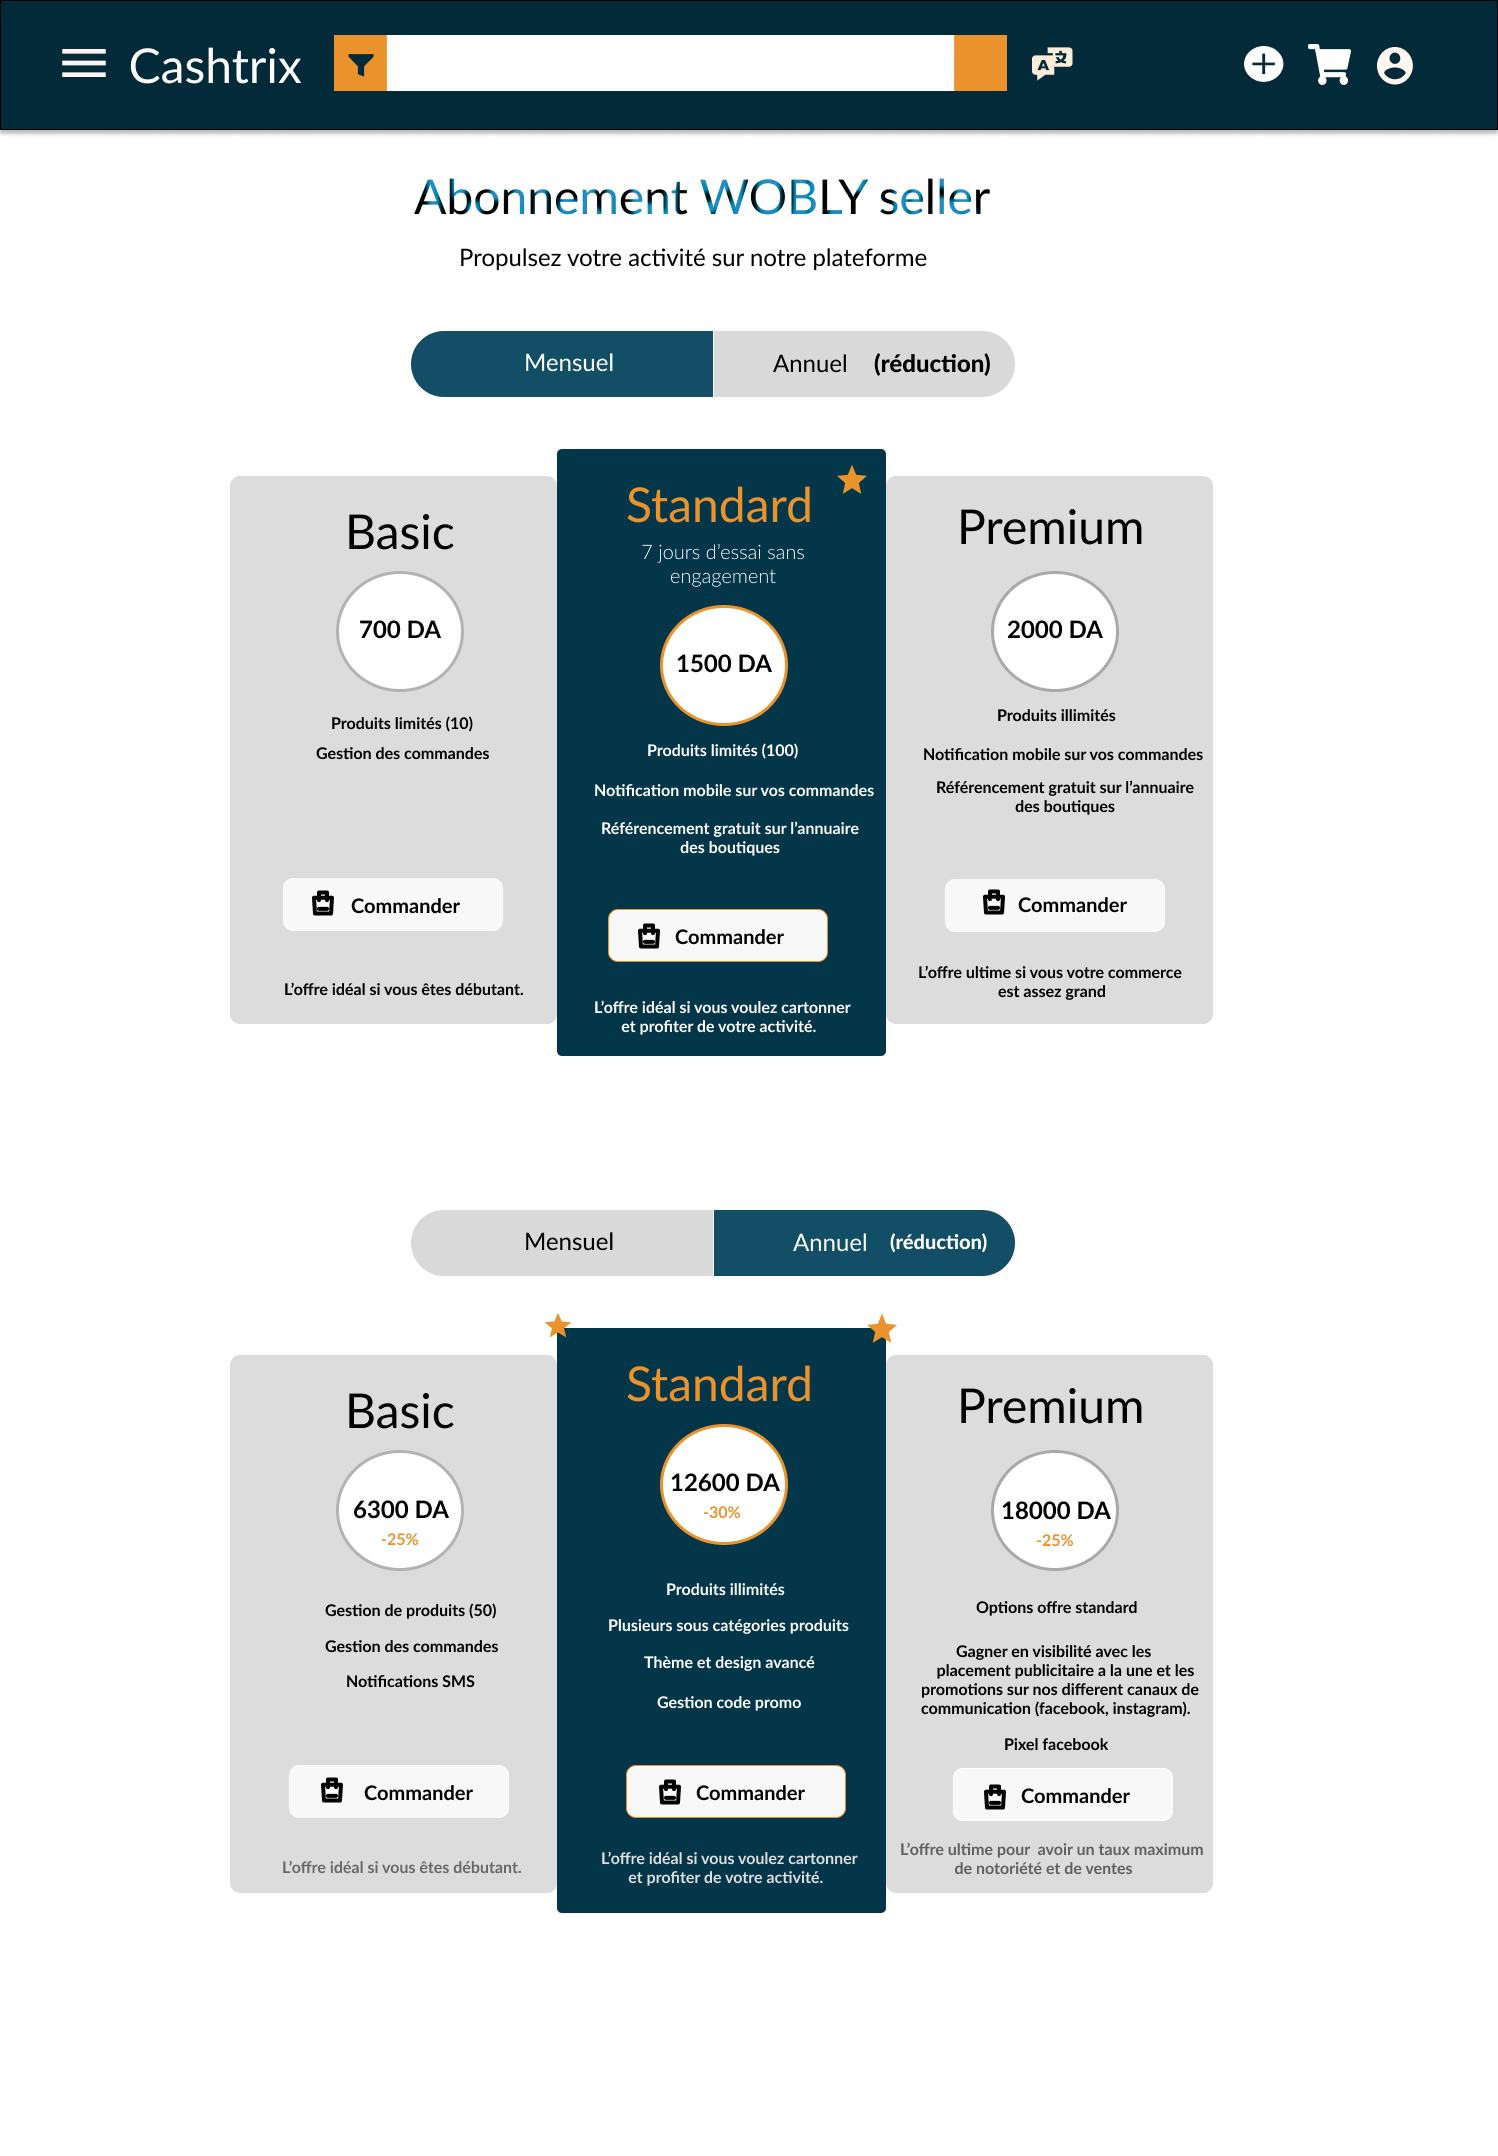 Cashtrix
Abonnement WOBLY seller
Propulsez votre activité sur notre plateforme
Mensuel
Annuel (réduction)
Basic
700 DA
Produits limités (10)
Gestion des commandes
Commander
L'offre idéal si vous êtes débutant.
Standard
7 jours d'essai sans
engagement
1500 DA
Produits limités (100)
Notification mobile sur vos commandes
Référencement gratuit sur l'annuaire
des boutiques
Commander
L'offre idéal si vous voulez cartonner
et profiter de votre activité.
Premium
2000 DA
Produits illimités
Notification mobile sur vos commandes
Référencement gratuit sur l'annuaire
des boutiques
Commander
L'offre ultime si vous votre commerce
est assez grand
Mensuel
Annuel (réduction)
Basic
6300 DA
-25%
Gestion de produits (50)
Gestion des commandes
Notifications SMS
Commander
L'offre idéal si vous êtes débutant.
Standard
12600 DA
-30%
Produits illimités
Plusieurs sous catégories produits
Thème et design avancé
Gestion code promo
Commander
L'offre idéal si vous voulez cartonner
et profiter de votre activité.
Premium
18000 DA
-25%
Options offre standard
Gagner en visibilité avec les
placement publicitaire a la une et les
promotions sur nos different canaux de
communication (facebook, instagram).
Pixel facebook
Commander
L'offre ultime pour  avoir un taux maximum
de notoriété et de ventes